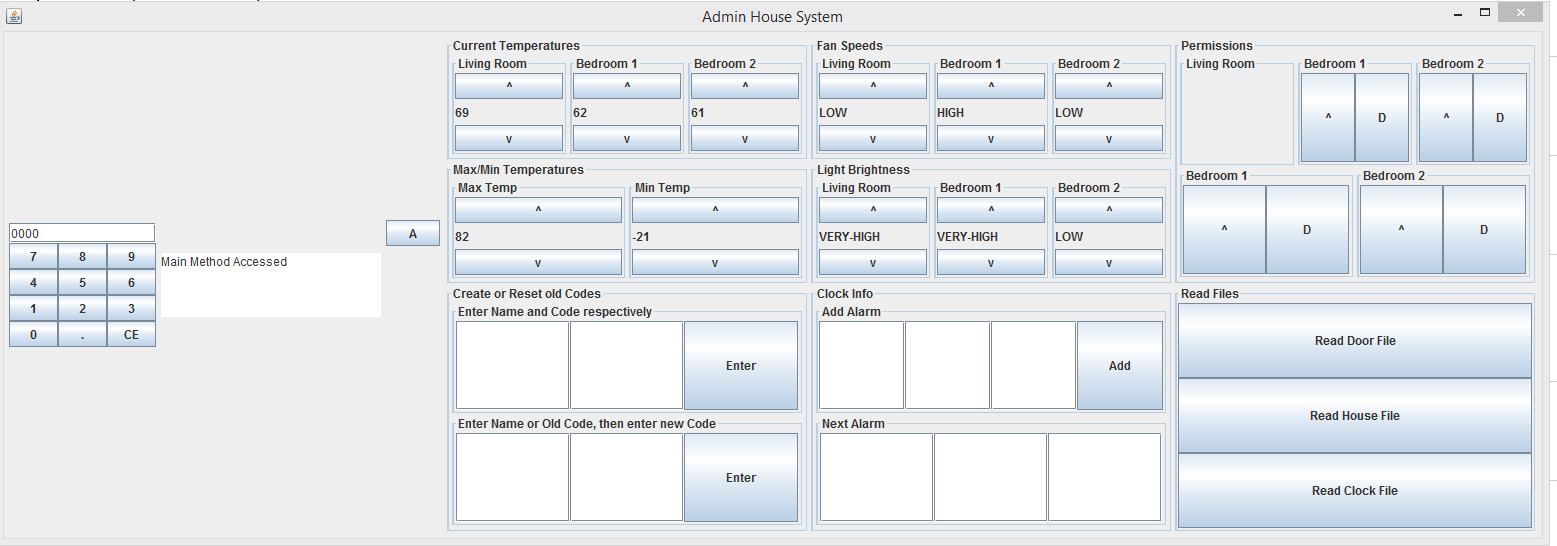 Admin House System
0000
7 8 9
4 5 6
1 2 3
0 . CE
Main Method Accessed
A
Current Temperatures
Living Room Bedroom 1 Bedroom 2
^ ^ ^
69 62 61
v v v
Max/Min Temperatures
Max Temp Min Temp
^ ^
82 -21
v v
Create or Reset old Codes
Enter Name and Code respectively
Enter
Enter Name or Old Code, then enter new Code
Enter
Fan Speeds
Living Room Bedroom 1 Bedroom 2
^ ^ ^
LOW HIGH LOW
v v v
Light Brightness
Living Room Bedroom 1 Bedroom 2
^ ^ ^
VERY-HIGH VERY-HIGH LOW
v v v
Clock Info
Add Alarm
Add
Next Alarm
Permissions
Living Room Bedroom 1 Bedroom 2
^ D ^ D
Bedroom 1 Bedroom 2
^ D ^ D
Read Files
Read Door File
Read House File
Read Clock File